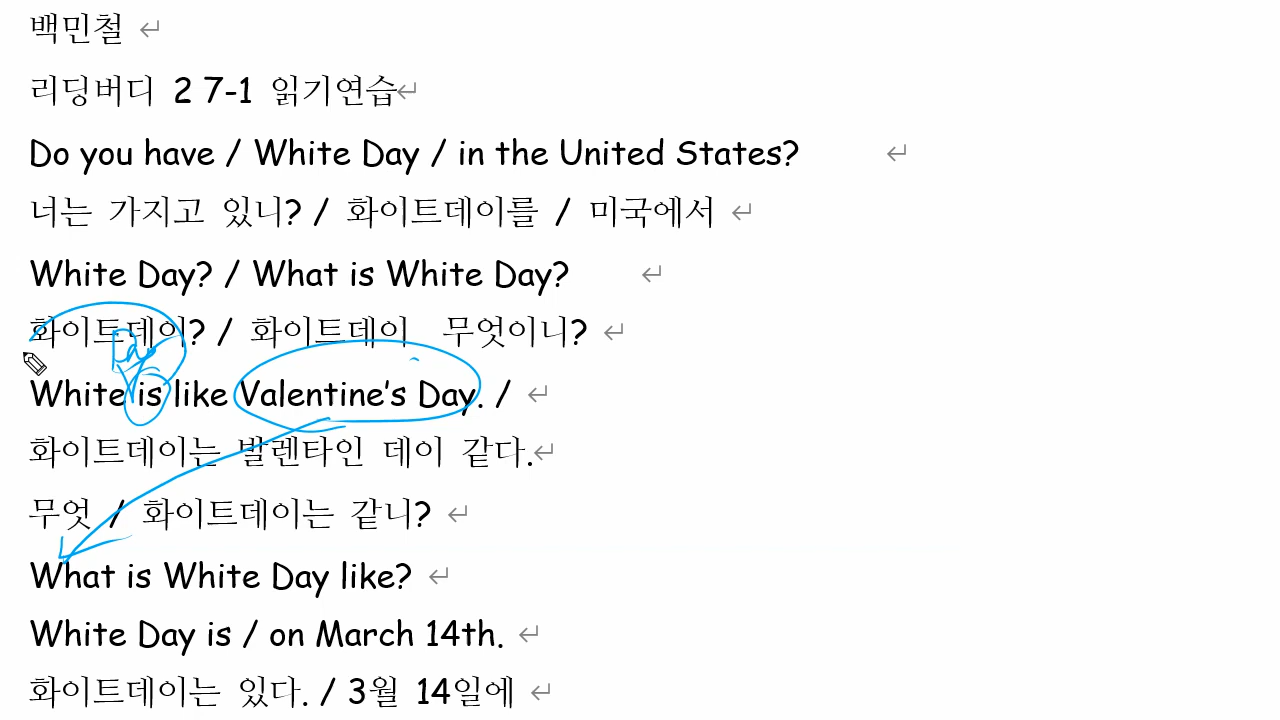 백민철
리딩버디 2 7-1 읽기연습
Do you have / White Day / in the United States?
너는 가지고 있니? / 화이트데이를 / 미국에서
White Day? / What is White Day?
화이트데이? / 화이트데이 무엇이니?
Day
White is like Valentine's Day. /
화이트데이는 발렌타인 데이 같다.
무엇 / 화이트데이는 같니?
What is White Day like?
White Day is / on March 14th.
화이트데이는 있다. / 3월 14일에